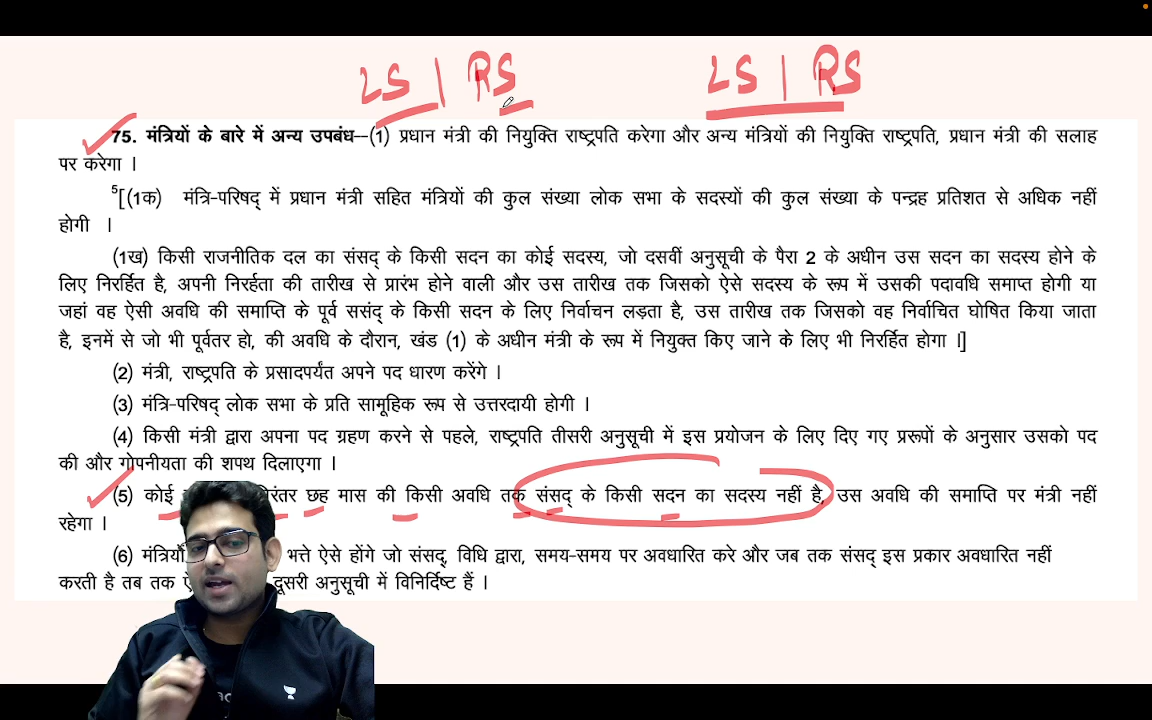 LS | RS LS | RS
75. मंत्रियों के बारे में अन्य उपबंध—(1) प्रधान मंत्री की नियुक्ति राष्ट्रपति करेगा और अन्य मंत्रियों की नियुक्ति राष्ट्रपति, प्रधान मंत्री की सलाह
पर करेगा ।
5[(1क) मंत्रि-परिषद् में प्रधान मंत्री सहित मंत्रियों की कुल संख्या लोक सभा के सदस्यों की कुल संख्या के पन्द्रह प्रतिशत से अधिक नहीं
होगी ।
(1ख) किसी राजनीतिक दल का संसद् के किसी सदन का कोई सदस्य, जो दसवीं अनुसूची के पैरा 2 के अधीन उस सदन का सदस्य होने के
लिए निरर्हित है, अपनी निरर्हता की तारीख से प्रारंभ होने वाली और उस तारीख तक जिसको ऐसे सदस्य के रूप में उसकी पदावधि समाप्त होगी या
जहां वह ऐसी अवधि की समाप्ति के पूर्व ससंद् के किसी सदन के लिए निर्वाचन लड़ता है, उस तारीख तक जिसको वह निर्वाचित घोषित किया जाता
है, इनमें से जो भी पूर्वतर हो, की अवधि के दौरान, खंड (1) के अधीन मंत्री के रूप में नियुक्त किए जाने के लिए भी निरर्हित होगा ।]
(2) मंत्री, राष्ट्रपति के प्रसादपर्यंत अपने पद धारण करेंगे ।
(3) मंत्रि-परिषद् लोक सभा के प्रति सामूहिक रूप से उत्तरदायी होगी ।
(4) किसी मंत्री द्वारा अपना पद ग्रहण करने से पहले, राष्ट्रपति तीसरी अनुसूची में इस प्रयोजन के लिए दिए गए प्ररूपों के अनुसार उसको पद
की और गोपनीयता की शपथ दिलाएगा ।
(5) कोई छह मास की किसी अवधि तक संसद् के किसी सदन का सदस्य नहीं है, उस अवधि की समाप्ति पर मंत्री नहीं
रहेगा ।
(6) मंत्रियों भत्ते ऐसे होंगे जो संसद्, विधि द्वारा, समय-समय पर अवधारित करे और जब तक संसद् इस प्रकार अवधारित नहीं
करती है तब तक दूसरी अनुसूची में विनिर्दिष्ट हैं ।